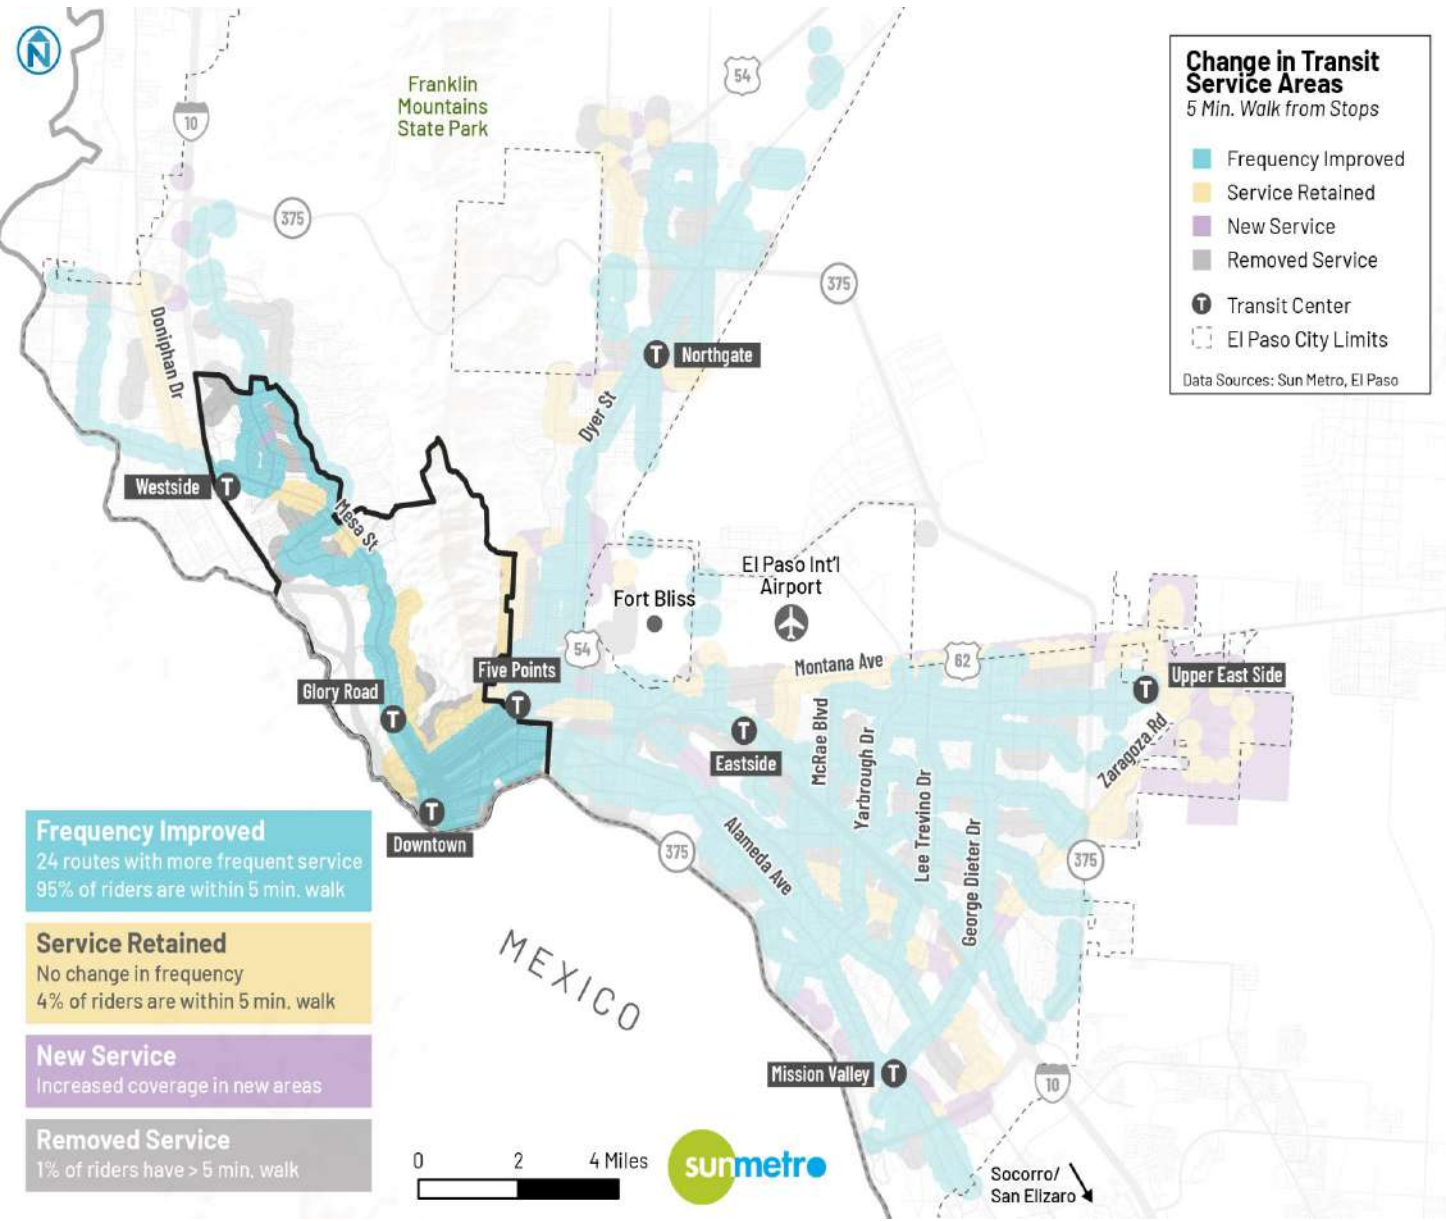 N
Franklin
Mountains
State Park
54
10
375
375
Change in Transit
Service Areas
5 Min. Walk from Stops
Frequency Improved
Service Retained
New Service
Removed Service
T Transit Center
El Paso City Limits
Data Sources: Sun Metro, El Paso
Doniphan Dr
T Northgate
Dyer St
Westside T
Mesa St
El Paso Int'l
Airport
Fort Bliss
54
Five Points
T
Montana Ave
62
Upper East Side
T
Glory Road
T
Eastside
T
McRae Blvd
Yarbrough Dr
Lee Trevino Dr
George Dieter Dr
Zaragoza Rd
T
Downtown
375
Alameda Ave
375
Frequency Improved
24 routes with more frequent service
95% of riders are within 5 min. walk
Service Retained
No change in frequency
4% of riders are within 5 min. walk
New Service
Increased coverage in new areas
Removed Service
1% of riders have > 5 min. walk
MEXICO
Mission Valley T
10
0 2 4 Miles
sunmetro
Socorro/
San Elizaro